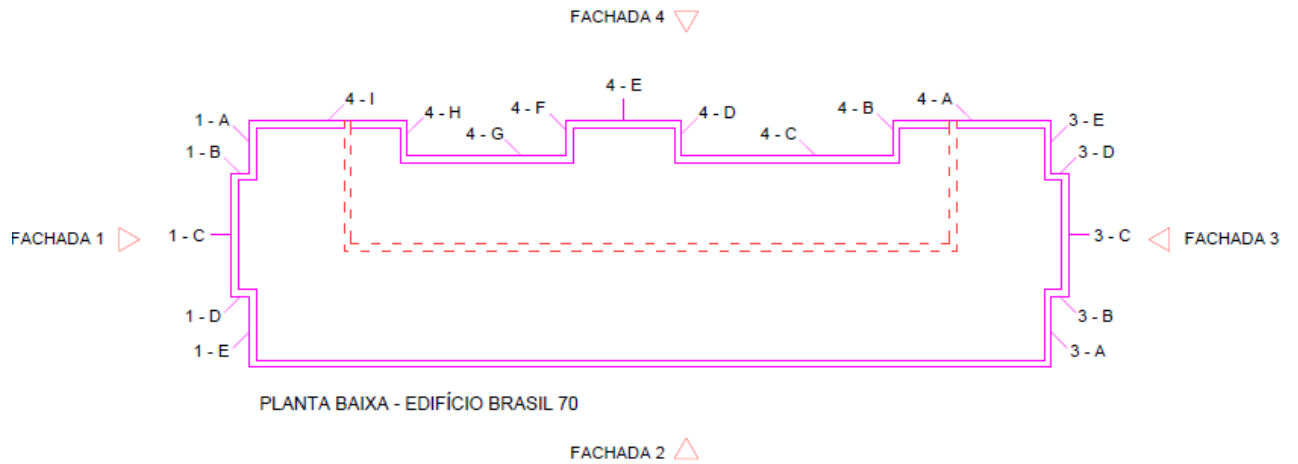 FACHADA 4
4 - E
4 - I
4 - A
1 - A
4 - H
4 - F
4 - D
4 - B
3 - E
4 - G
4 - C
1 - B
3 - D
FACHADA 1
1 - C
3 - C
FACHADA 3
1 - D
3 - B
1 - E
3 - A
PLANTA BAIXA - EDIFÍCIO BRASIL 70
FACHADA 2